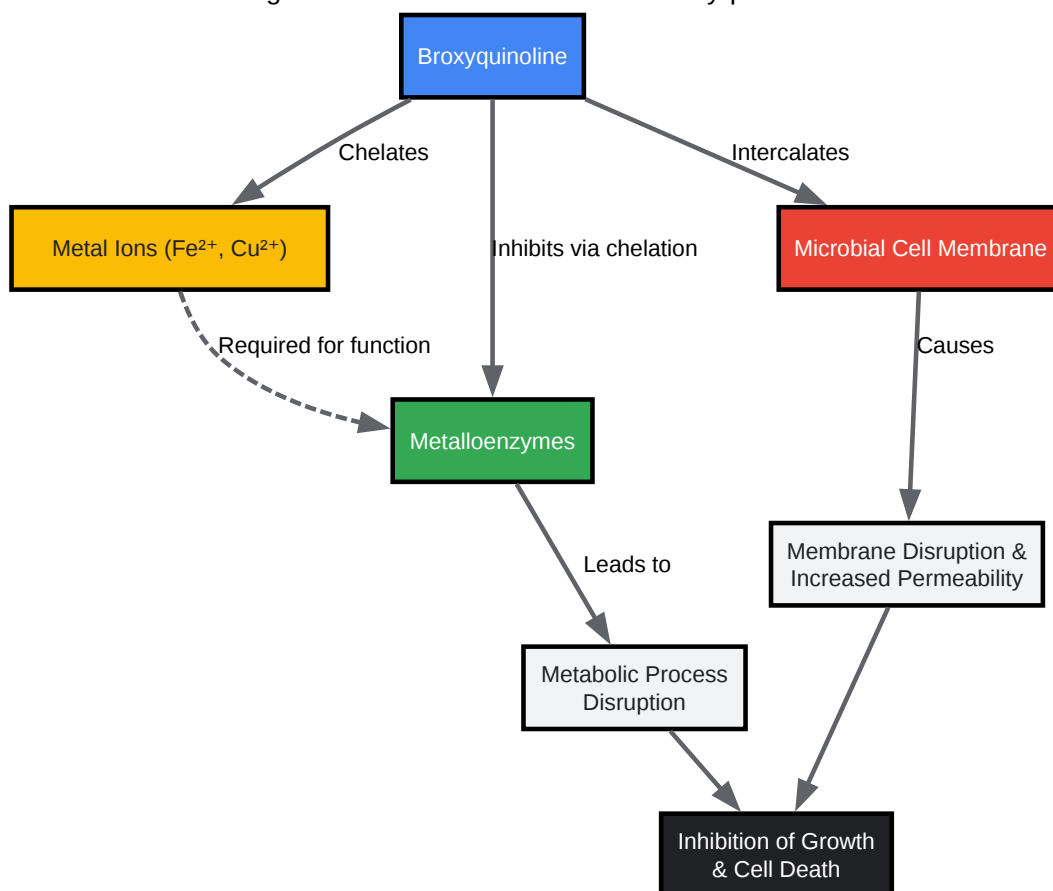 Broxyquinoline
Chelates
Intercalates
Metal Ions (Fe²⁺, Cu²⁺)
Inhibits via chelation
Microbial Cell Membrane
Required for function
Causes
Metalloenzymes
Membrane Disruption &
Increased Permeability
Leads to
Metabolic Process
Disruption
Inhibition of Growth
& Cell Death